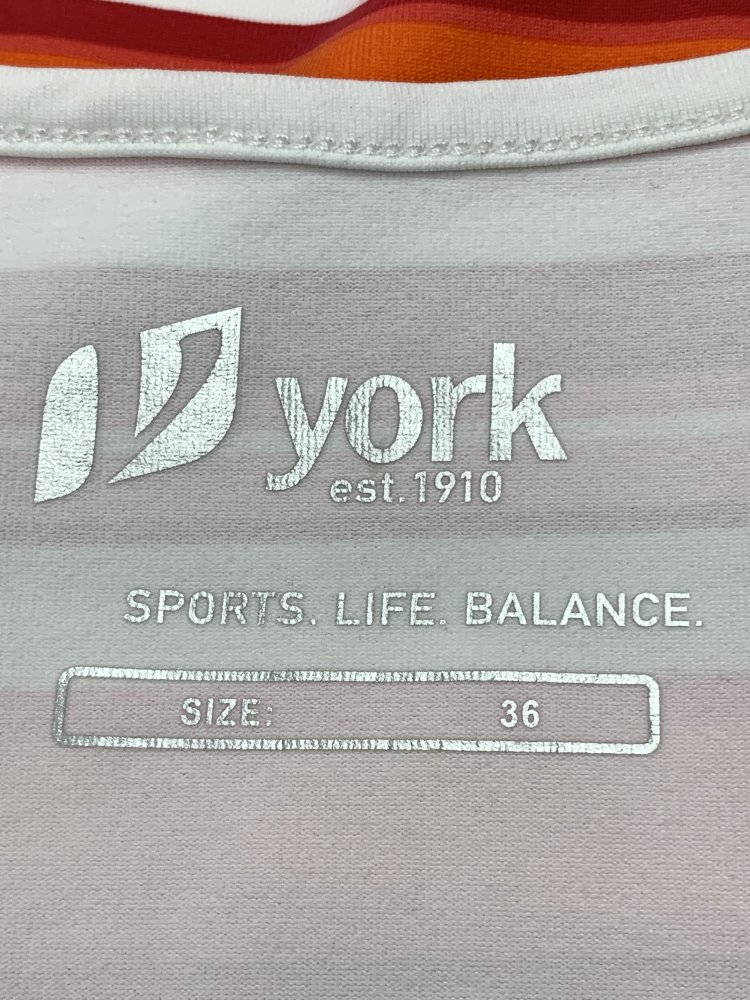 york
est.1910
SPORTS. LIFE. BALANCE.
SIZE: 36